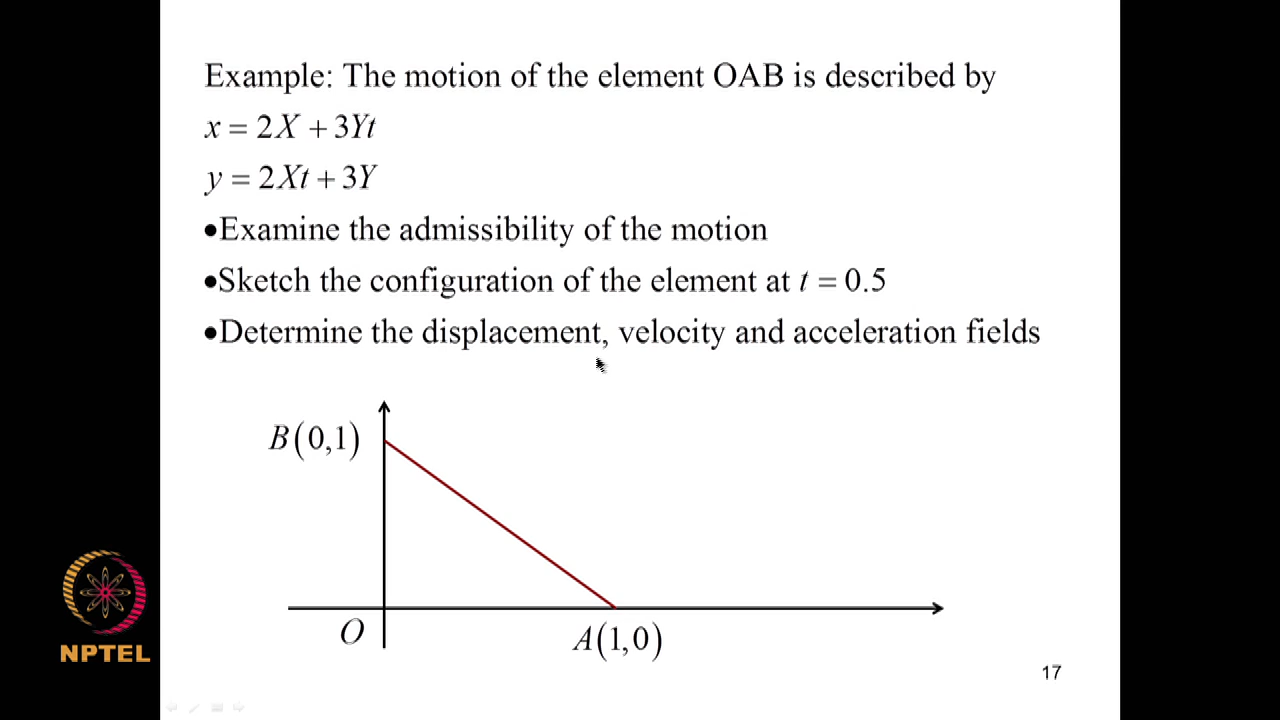 Example: The motion of the element OAB is described by
x = 2X + 3Yt
y = 2Xt + 3Y
•Examine the admissibility of the motion
•Sketch the configuration of the element at t = 0.5
•Determine the displacement, velocity and acceleration fields
B(0,1)
O
A(1,0)
NPTEL
17